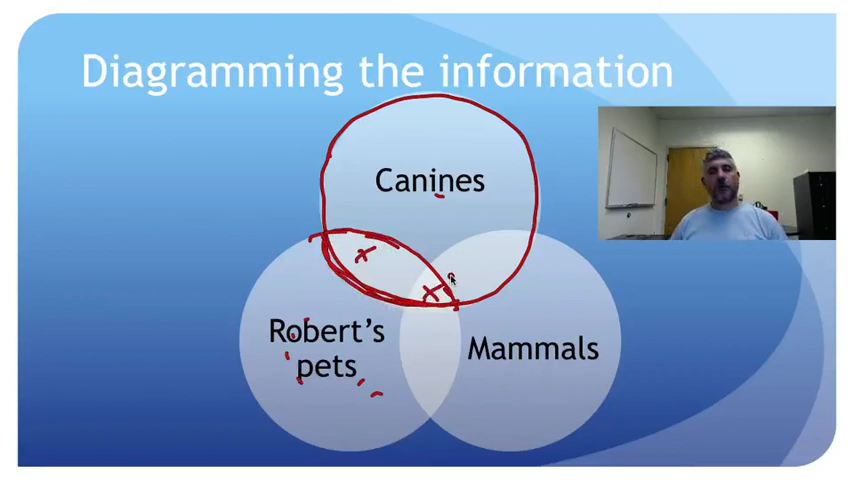 Diagramming the information
Canines
Robert's
pets
Mammals